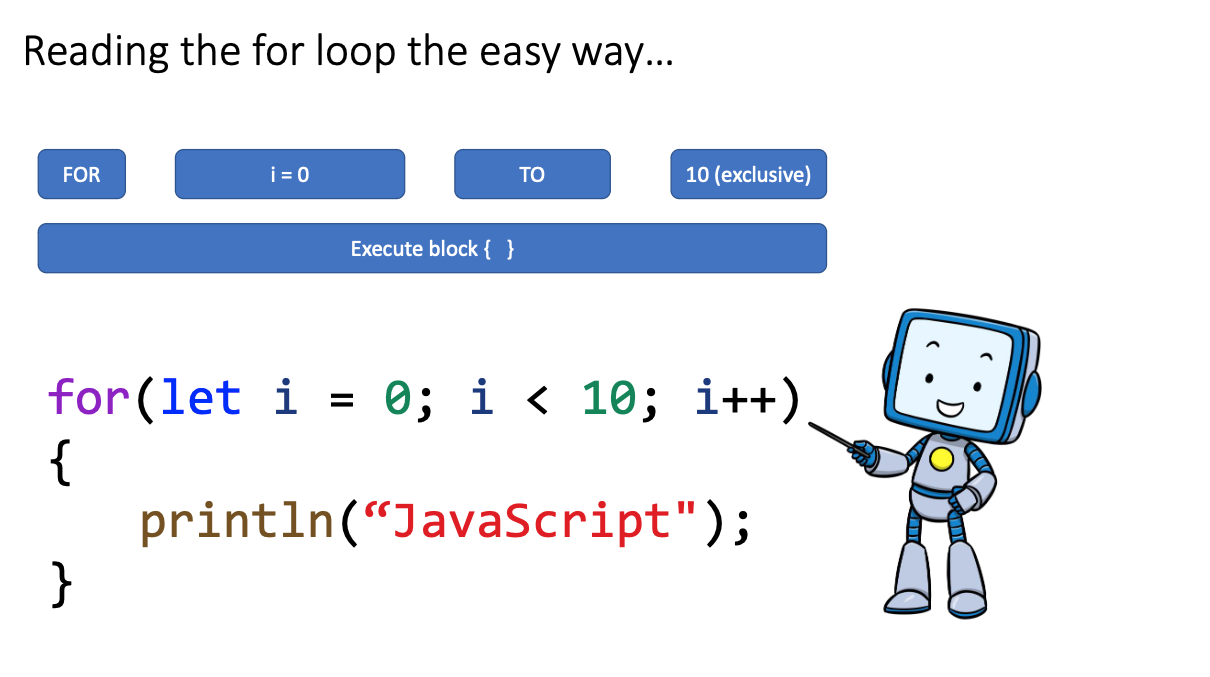 Reading the for loop the easy way...
FOR i = 0 TO 10 (exclusive)
Execute block { }
for(let i = 0; i < 10; i++)
{
println(“JavaScript");
}